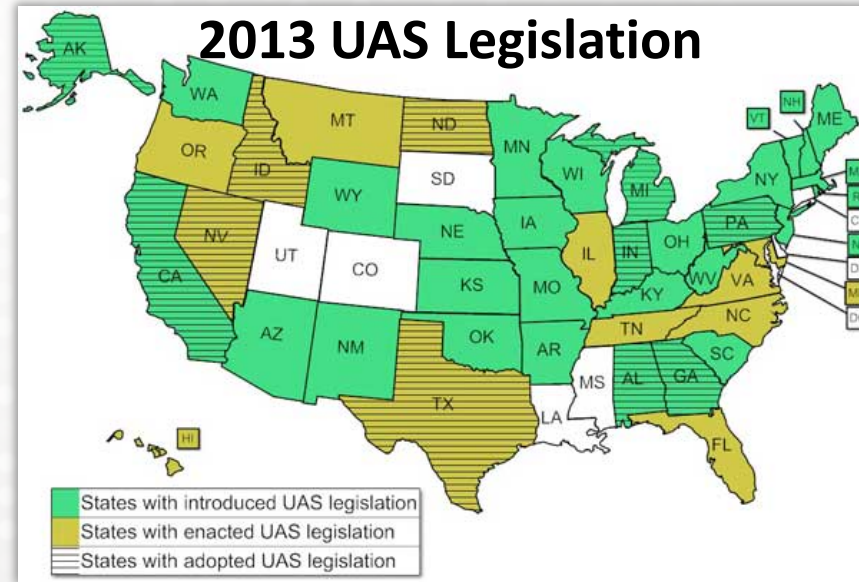 2013 UAS Legislation
AK
WA
NH
VT
ME
MT
ND
OR
MN
ID
SD
WI
NY
MI
WY
IA
PA
NE
NV
IL
IN
OH
UT
CO
WV
VA
CA
KS
MO
KY
NC
TN
AZ
NM
OK
AR
SC
MS
AL
GA
TX
LA
HI
FL
States with introduced UAS legislation
States with enacted UAS legislation
States with adopted UAS legislation